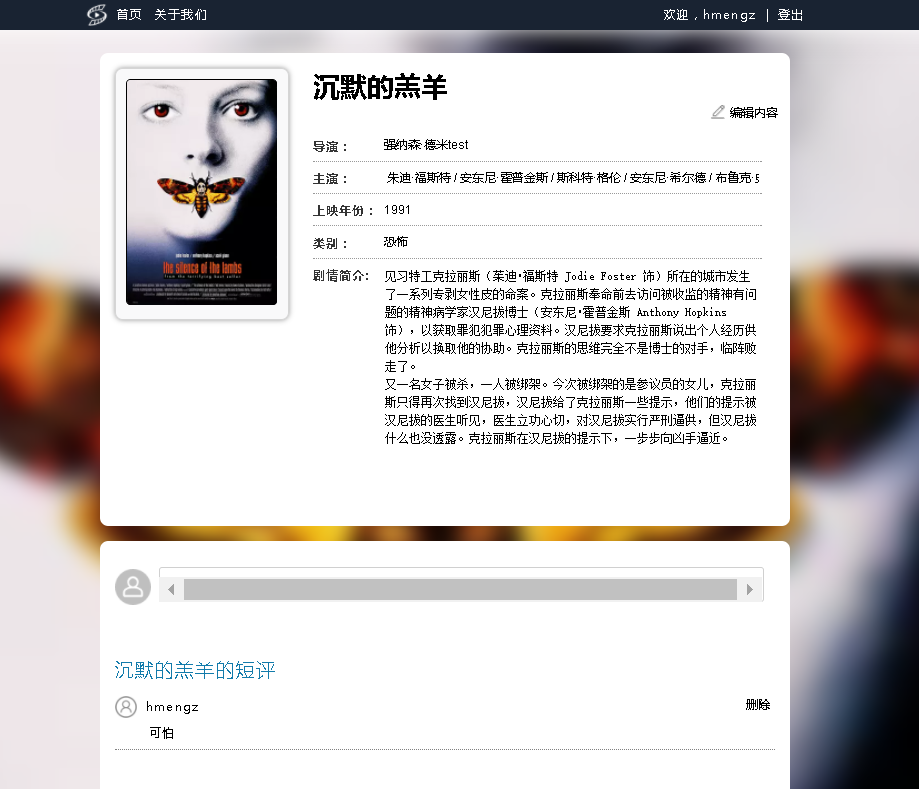 首页 关于我们
欢迎，hmengz | 登出
the silence of the lambs
from the terrifying best seller
沉默的羔羊
编辑内容
导演： 强纳森·德米test
主演： 朱迪·福斯特 / 安东尼·霍普金斯 / 斯科特·格伦 / 安东尼·希尔德 / 布鲁克·
上映年份： 1991
类别： 恐怖
剧情简介: 见习特工克拉丽斯（茱迪·福斯特 Jodie Foster 饰）所在的城市发生
了一系列专剥女性皮的命案。克拉丽斯奉命前去访问被收监的精神有问
题的精神病学家汉尼拔博士（安东尼·霍普金斯 Anthony Hopkins
饰），以获取罪犯犯罪心理资料。汉尼拔要求克拉丽斯说出个人经历供
他分析以换取他的协助。克拉丽斯的思维完全不是博士的对手，临阵败
走了。
又一名女子被杀，一人被绑架。今次被绑架的是参议员的女儿，克拉丽
斯只得再次找到汉尼拔，汉尼拔给了克拉丽斯一些提示，他们的提示被
汉尼拔的医生听见，医生立功心切，对汉尼拔实行严刑逼供，但汉尼拔
什么也没透露。克拉丽斯在汉尼拔的提示下，一步步向凶手逼近。
沉默的羔羊的短评
hmengz 删除
可怕